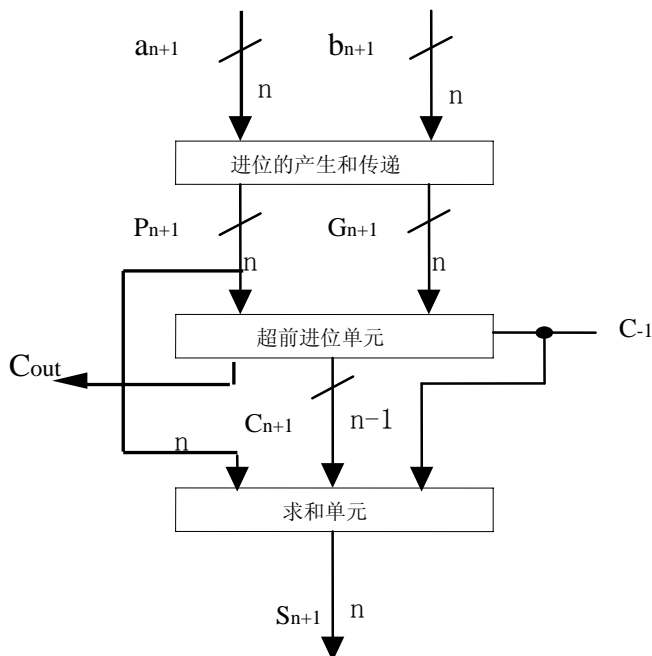 an+1
bn+1
n
n
进位的产生和传递
Pn+1
Gn+1
n
n
超前进位单元
C-1
Cout
Cn+1
n-1
n
求和单元
Sn+1
n